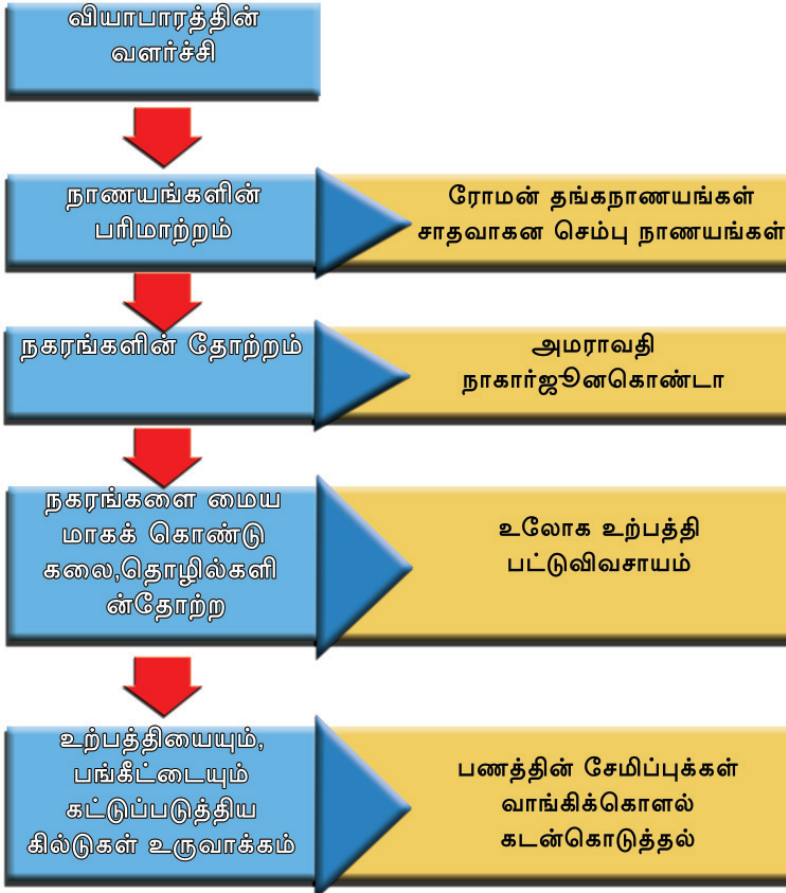 வியாபாரத்தின்
வளர்ச்சி
நாணயங்களின்
பரிமாற்றம்
ரோமன் தங்கநாணயங்கள்
சாதவாகன செம்பு நாணயங்கள்
நகரங்களின் தோற்றம்
அமராவதி
நாகார்ஜூனகொண்டா
நகரங்களை மைய
மாகக் கொண்டு
கலை,தொழில்களி
ன்தோற்ற
உலோக உற்பத்தி
பட்டுவிவசாயம்
உற்பத்தியையும்,
பங்கீட்டையும்
கட்டுப்படுத்திய
கில்டுகள் உருவாக்கம்
பணத்தின் சேமிப்புக்கள்
வாங்கிக்கொளல்
கடன்கொடுத்தல்